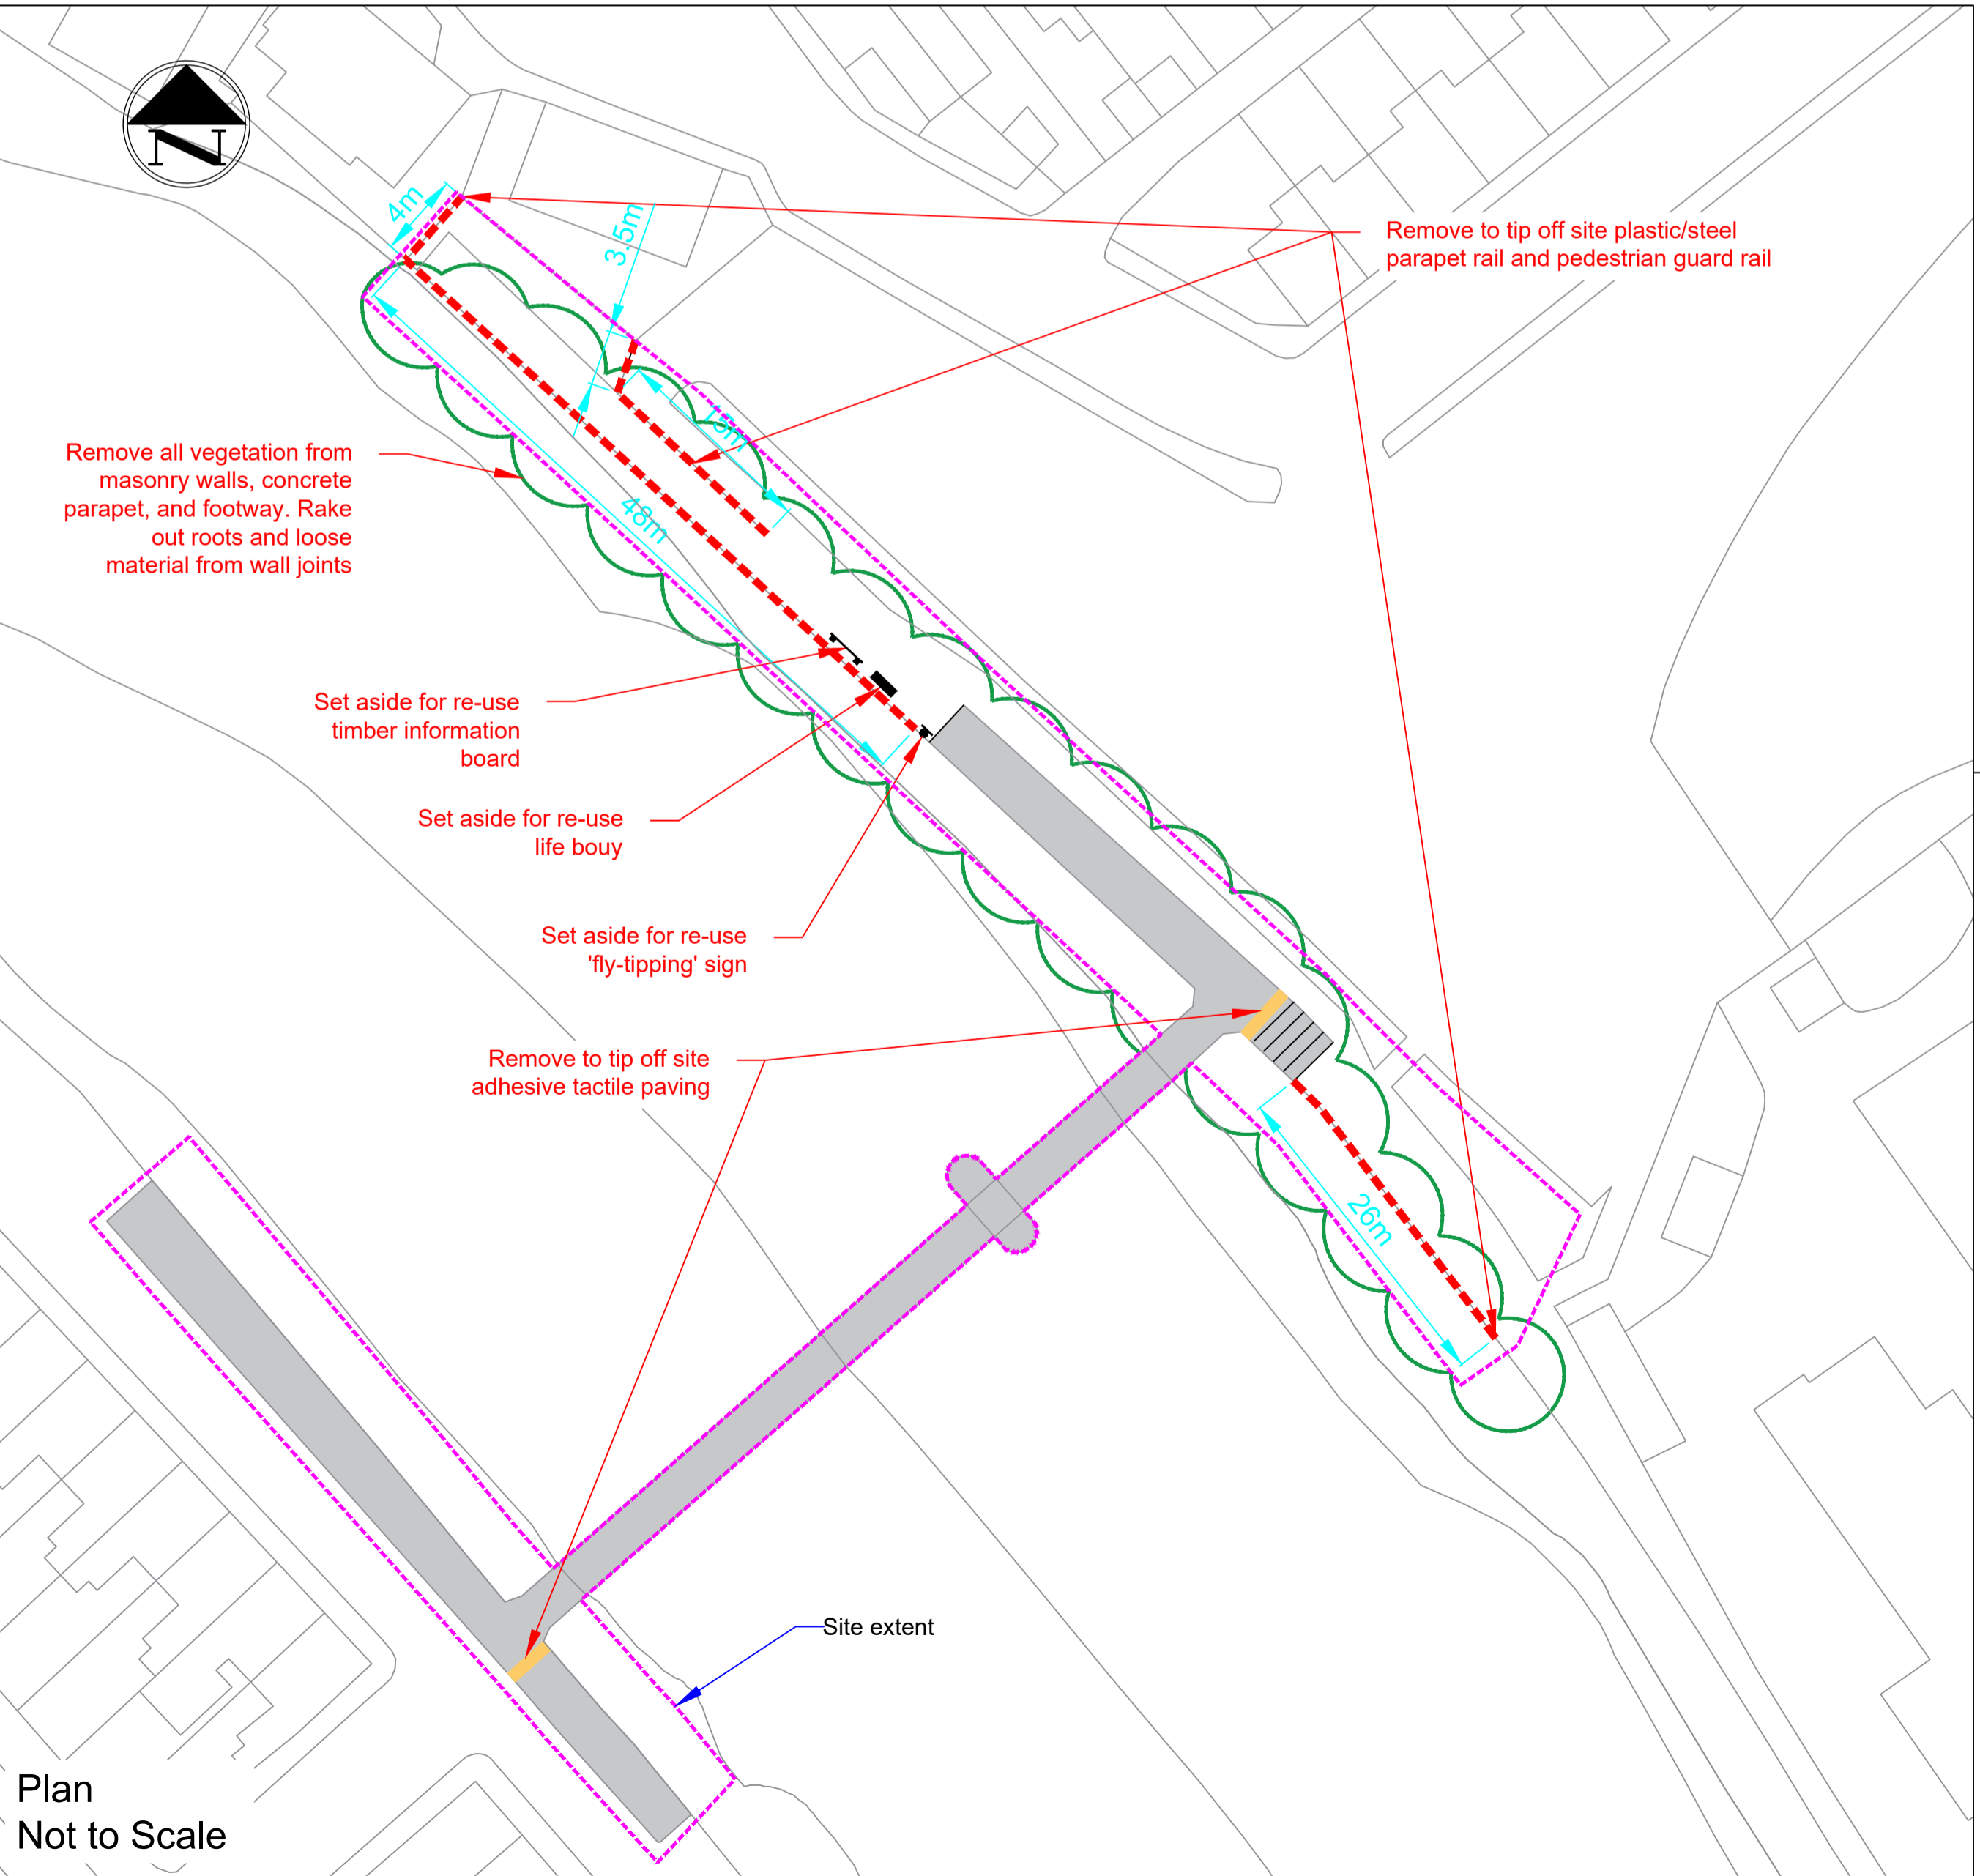 N
4m
3.5m
Remove to tip off site plastic/steel
parapet rail and pedestrian guard rail
Remove all vegetation from
masonry walls, concrete
parapet, and footway. Rake
out roots and loose
material from wall joints
48m
Set aside for re-use
timber information
board
Set aside for re-use
life bouy
Set aside for re-use
'fly-tipping' sign
Remove to tip off site
adhesive tactile paving
26m
Site extent
Plan
Not to Scale